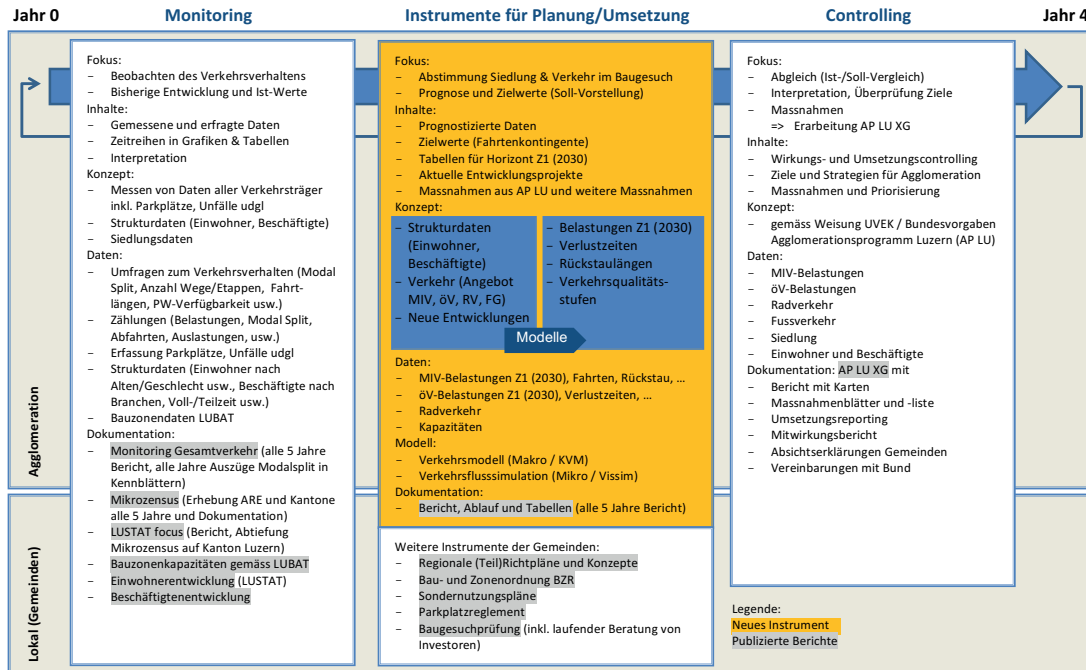 Jahr 0
Monitoring
Instrumente für Planung/Umsetzung
Controlling
Jahr 4
Agglomeration
Lokal (Gemeinden)
Fokus:
– Beobachten des Verkehrsverhaltens
– Bisherige Entwicklung und Ist-Werte
Inhalte:
– Gemessene und erfragte Daten
– Zeitreihen in Grafiken & Tabellen
– Interpretation
Konzept:
– Messen von Daten aller Verkehrsträger
inkl. Parkplätze, Unfälle udgl
– Strukturdaten (Einwohner, Beschäftigte)
– Siedlungsdaten
Daten:
– Umfragen zum Verkehrsverhalten (Modal
Split, Anzahl Wege/Etappen, Fahrt-
längen, PW-Verfügbarkeit usw.)
– Zählungen (Belastungen, Modal Split,
Abfahrten, Auslastungen, usw.)
– Erfassung Parkplätze, Unfälle udgl
– Strukturdaten (Einwohner nach
Alten/Geschlecht usw., Beschäftigte nach
Branchen, Voll-/Teilzeit usw.)
– Bauzonendaten LUBAT
Dokumentation:
– Monitoring Gesamtverkehr (alle 5 Jahre
Bericht, alle Jahre Auszüge Modalsplit in
Kennblättern)
– Mikrozensus (Erhebung ARE und Kantone
alle 5 Jahre und Dokumentation)
– LUSTAT focus (Bericht, Abtiefung
Mikrozensus auf Kanton Luzern)
– Bauzonenkapazitäten gemäss LUBAT
– Einwohnerentwicklung (LUSTAT)
– Beschäftigtenentwicklung
Fokus:
– Abstimmung Siedlung & Verkehr im Baugesuch
– Prognose und Zielwerte (Soll-Vorstellung)
Inhalte:
– Prognostizierte Daten
– Zielwerte (Fahrtenkontingente)
– Tabellen für Horizont Z1 (2030)
– Aktuelle Entwicklungsprojekte
– Massnahmen aus AP LU und weitere Massnahmen
Konzept:
– Strukturdaten
(Einwohner,
Beschäftigte)
– Verkehr (Angebot
MIV, öV, RV, FG)
– Neue Entwicklungen
– Belastungen Z1 (2030)
– Verlustzeiten
– Rückstaulängen
– Verkehrsqualitäts-
stufen
Modelle
Daten:
– MIV-Belastungen Z1 (2030), Fahrten, Rückstau, …
– öV-Belastungen Z1 (2030), Verlustzeiten, …
– Radverkehr
– Kapazitäten
Modell:
– Verkehrsmodell (Makro / KVM)
– Verkehrsflusssimulation (Mikro / Vissim)
Dokumentation:
– Bericht, Ablauf und Tabellen (alle 5 Jahre Bericht)
Weitere Instrumente der Gemeinden:
– Regionale (Teil)Richtpläne und Konzepte
– Bau- und Zonenordnung BZR
– Sondernutzungspläne
– Parkplatzreglement
– Baugesuchprüfung (inkl. laufender Beratung von
Investoren)
Fokus:
– Abgleich (Ist-/Soll-Vergleich)
– Interpretation, Überprüfung Ziele
– Massnahmen
=> Erarbeitung AP LU XG
Inhalte:
– Wirkungs- und Umsetzungscontrolling
– Ziele und Strategien für Agglomeration
– Massnahmen und Priorisierung
Konzept:
– gemäss Weisung UVEK / Bundesvorgaben
Agglomerationsprogramm Luzern (AP LU)
Daten:
– MIV-Belastungen
– öV-Belastungen
– Radverkehr
– Fussverkehr
– Siedlung
– Einwohner und Beschäftigte
Dokumentation: AP LU XG mit
– Bericht mit Karten
– Massnahmenblätter und -liste
– Umsetzungsreporting
– Mitwirkungsbericht
– Absichtserklärungen Gemeinden
– Vereinbarungen mit Bund
Legende:
Neues Instrument
Publizierte Berichte